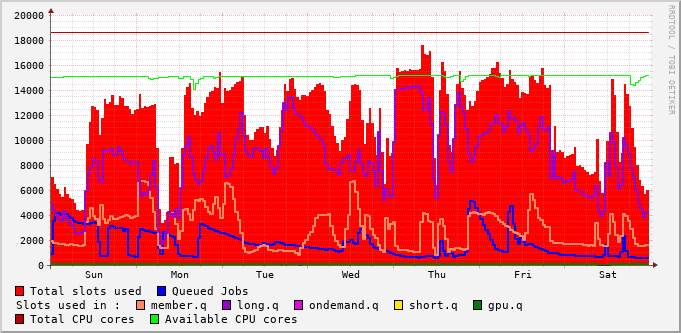 20000
18000
16000
14000
12000
10000
8000
6000
4000
2000
0
Sun Mon Tue Wed Thu Fri Sat
RRDTOOL / TOBI OETIKER
Total slots used Queued Jobs
Slots used in : member.q long.q ondemand.q short.q gpu.q
Total CPU cores Available CPU cores